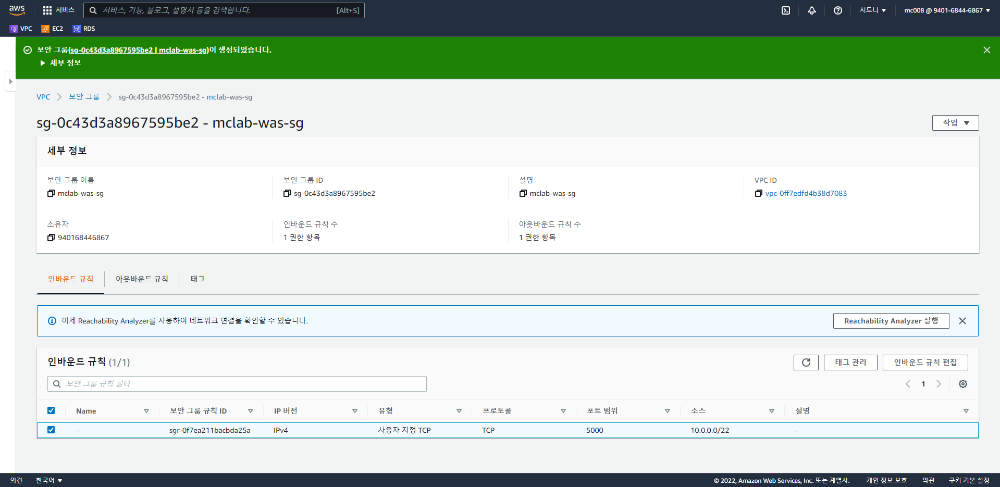 aws
서비스
서비스, 기능, 블로그, 설명서 등을 검색합니다.
[Alt+S]
시드니 ▼
mc008 @ 9401-6844-6867 ▼
VPC
EC2
RDS
보안 그룹(sg-0c43d3a8967595be2 | mclab-was-sg)이 생성되었습니다.
▶ 세부 정보
VPC > 보안 그룹 > sg-0c43d3a8967595be2 - mclab-was-sg
sg-0c43d3a8967595be2 - mclab-was-sg
작업 ▼
세부 정보
보안 그룹 이름
mclab-was-sg
보안 그룹 ID
sg-0c43d3a8967595be2
설명
mclab-was-sg
VPC ID
vpc-0ff7edfd4b38d7083
소유자
940168446867
인바운드 규칙 수
1 권한 항목
아웃바운드 규칙 수
1 권한 항목
인바운드 규칙
아웃바운드 규칙
태그
이제 Reachability Analyzer를 사용하여 네트워크 연결을 확인할 수 있습니다.
Reachability Analyzer 실행
인바운드 규칙 (1/1)
태그 관리
인바운드 규칙 편집
보안 그룹 규칙 필터
1
Name
보안 그룹 규칙 ID
IP 버전
유형
프로토콜
포트 범위
소스
설명
–
sgr-0f7ea211bacbda25a
IPv4
사용자 지정 TCP
TCP
5000
10.0.0.0/22
–
의견
한국어 ▼
© 2022, Amazon Web Services, Inc. 또는 계열사.
개인 정보 보호
약관
쿠키 기본 설정